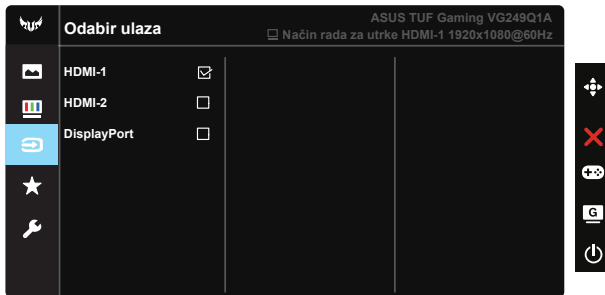 Odabir ulaza
ASUS TUF Gaming VG249Q1A
Način rada za utrke HDMI-1 1920x1080@60Hz
HDMI-1
HDMI-2
DisplayPort
G